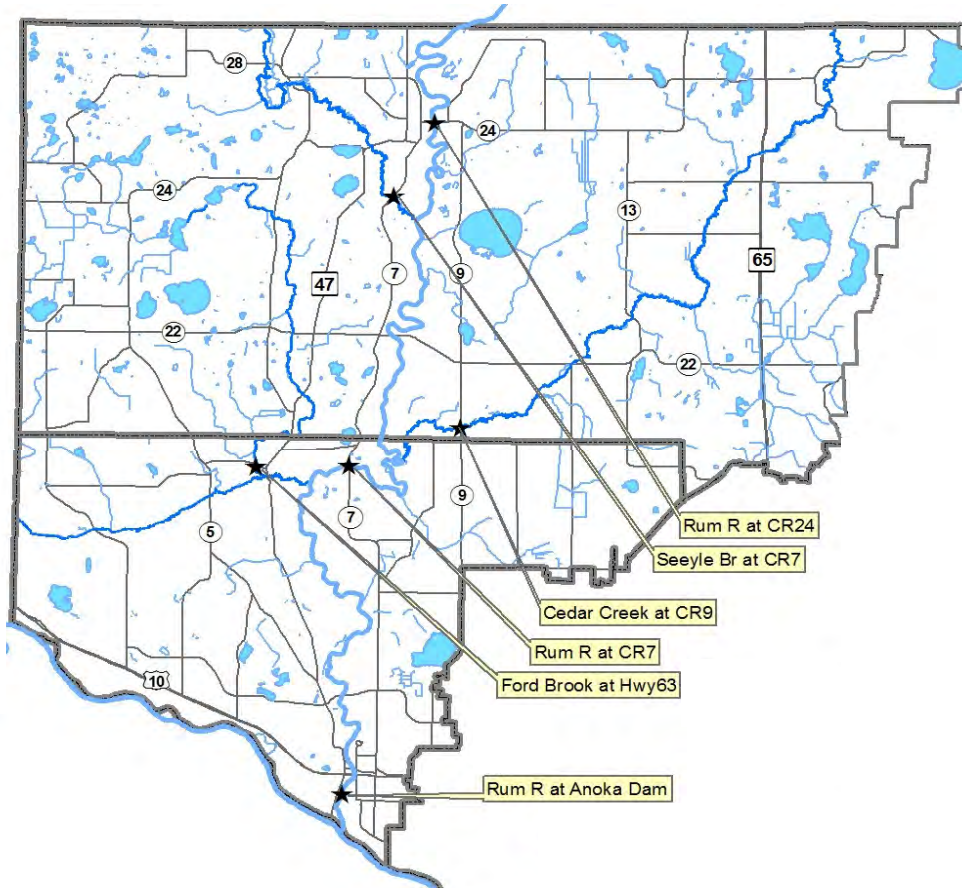 28
24
24
13
47
7
9
65
22
22
Rum R at CR24
9
7
5
Seeyle Br at CR7
Cedar Creek at CR9
Rum R at CR7
10
Ford Brook at Hwy63
Rum R at Anoka Dam